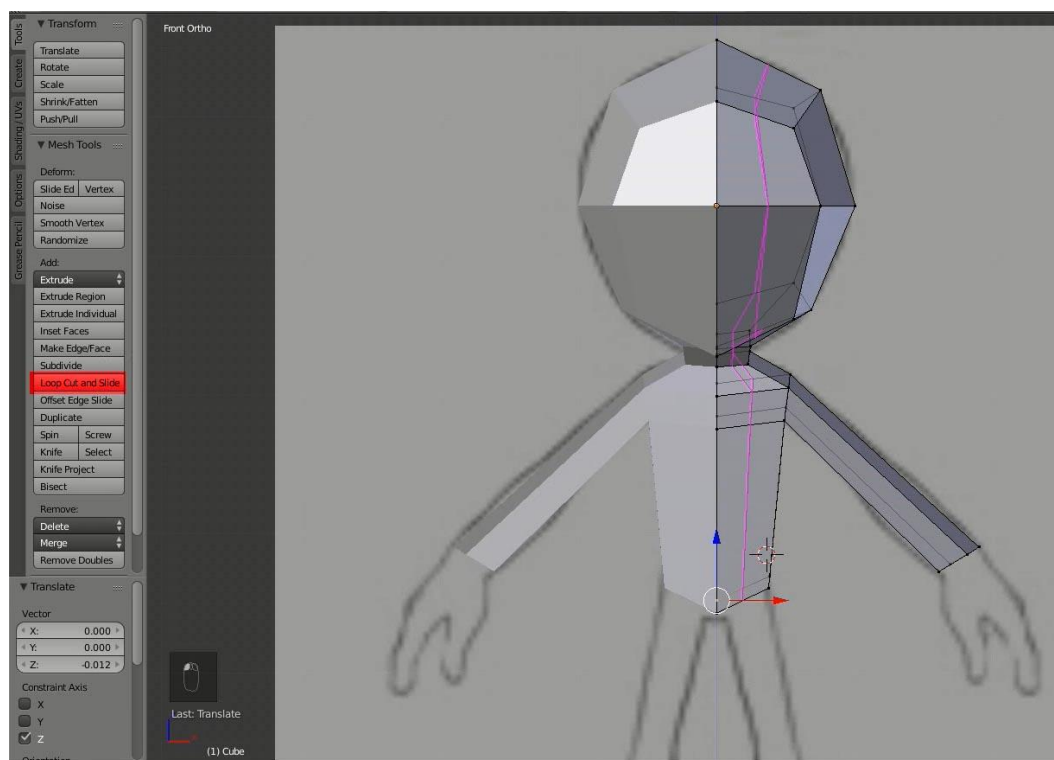 Tools
Create
Shading / UVs
Options
Grease Pencil
Transform
Translate
Rotate
Scale
Shrink/Fatten
Push/Pull
Mesh Tools
Deform:
Slide Ed Vertex
Noise
Smooth Vertex
Randomize
Add:
Extrude
Extrude Region
Extrude Individual
Inset Faces
Make Edge/Face
Subdivide
Loop Cut and Slide
Offset Edge Slide
Duplicate
Spin Screw
Knife Select
Knife Project
Bisect
Remove:
Delete
Merge
Remove Doubles
Translate
Vector
X: 0.000
Y: 0.000
Z: -0.012
Constraint Axis
X
Y
Z
Front Ortho
Last: Translate
(1) Cube